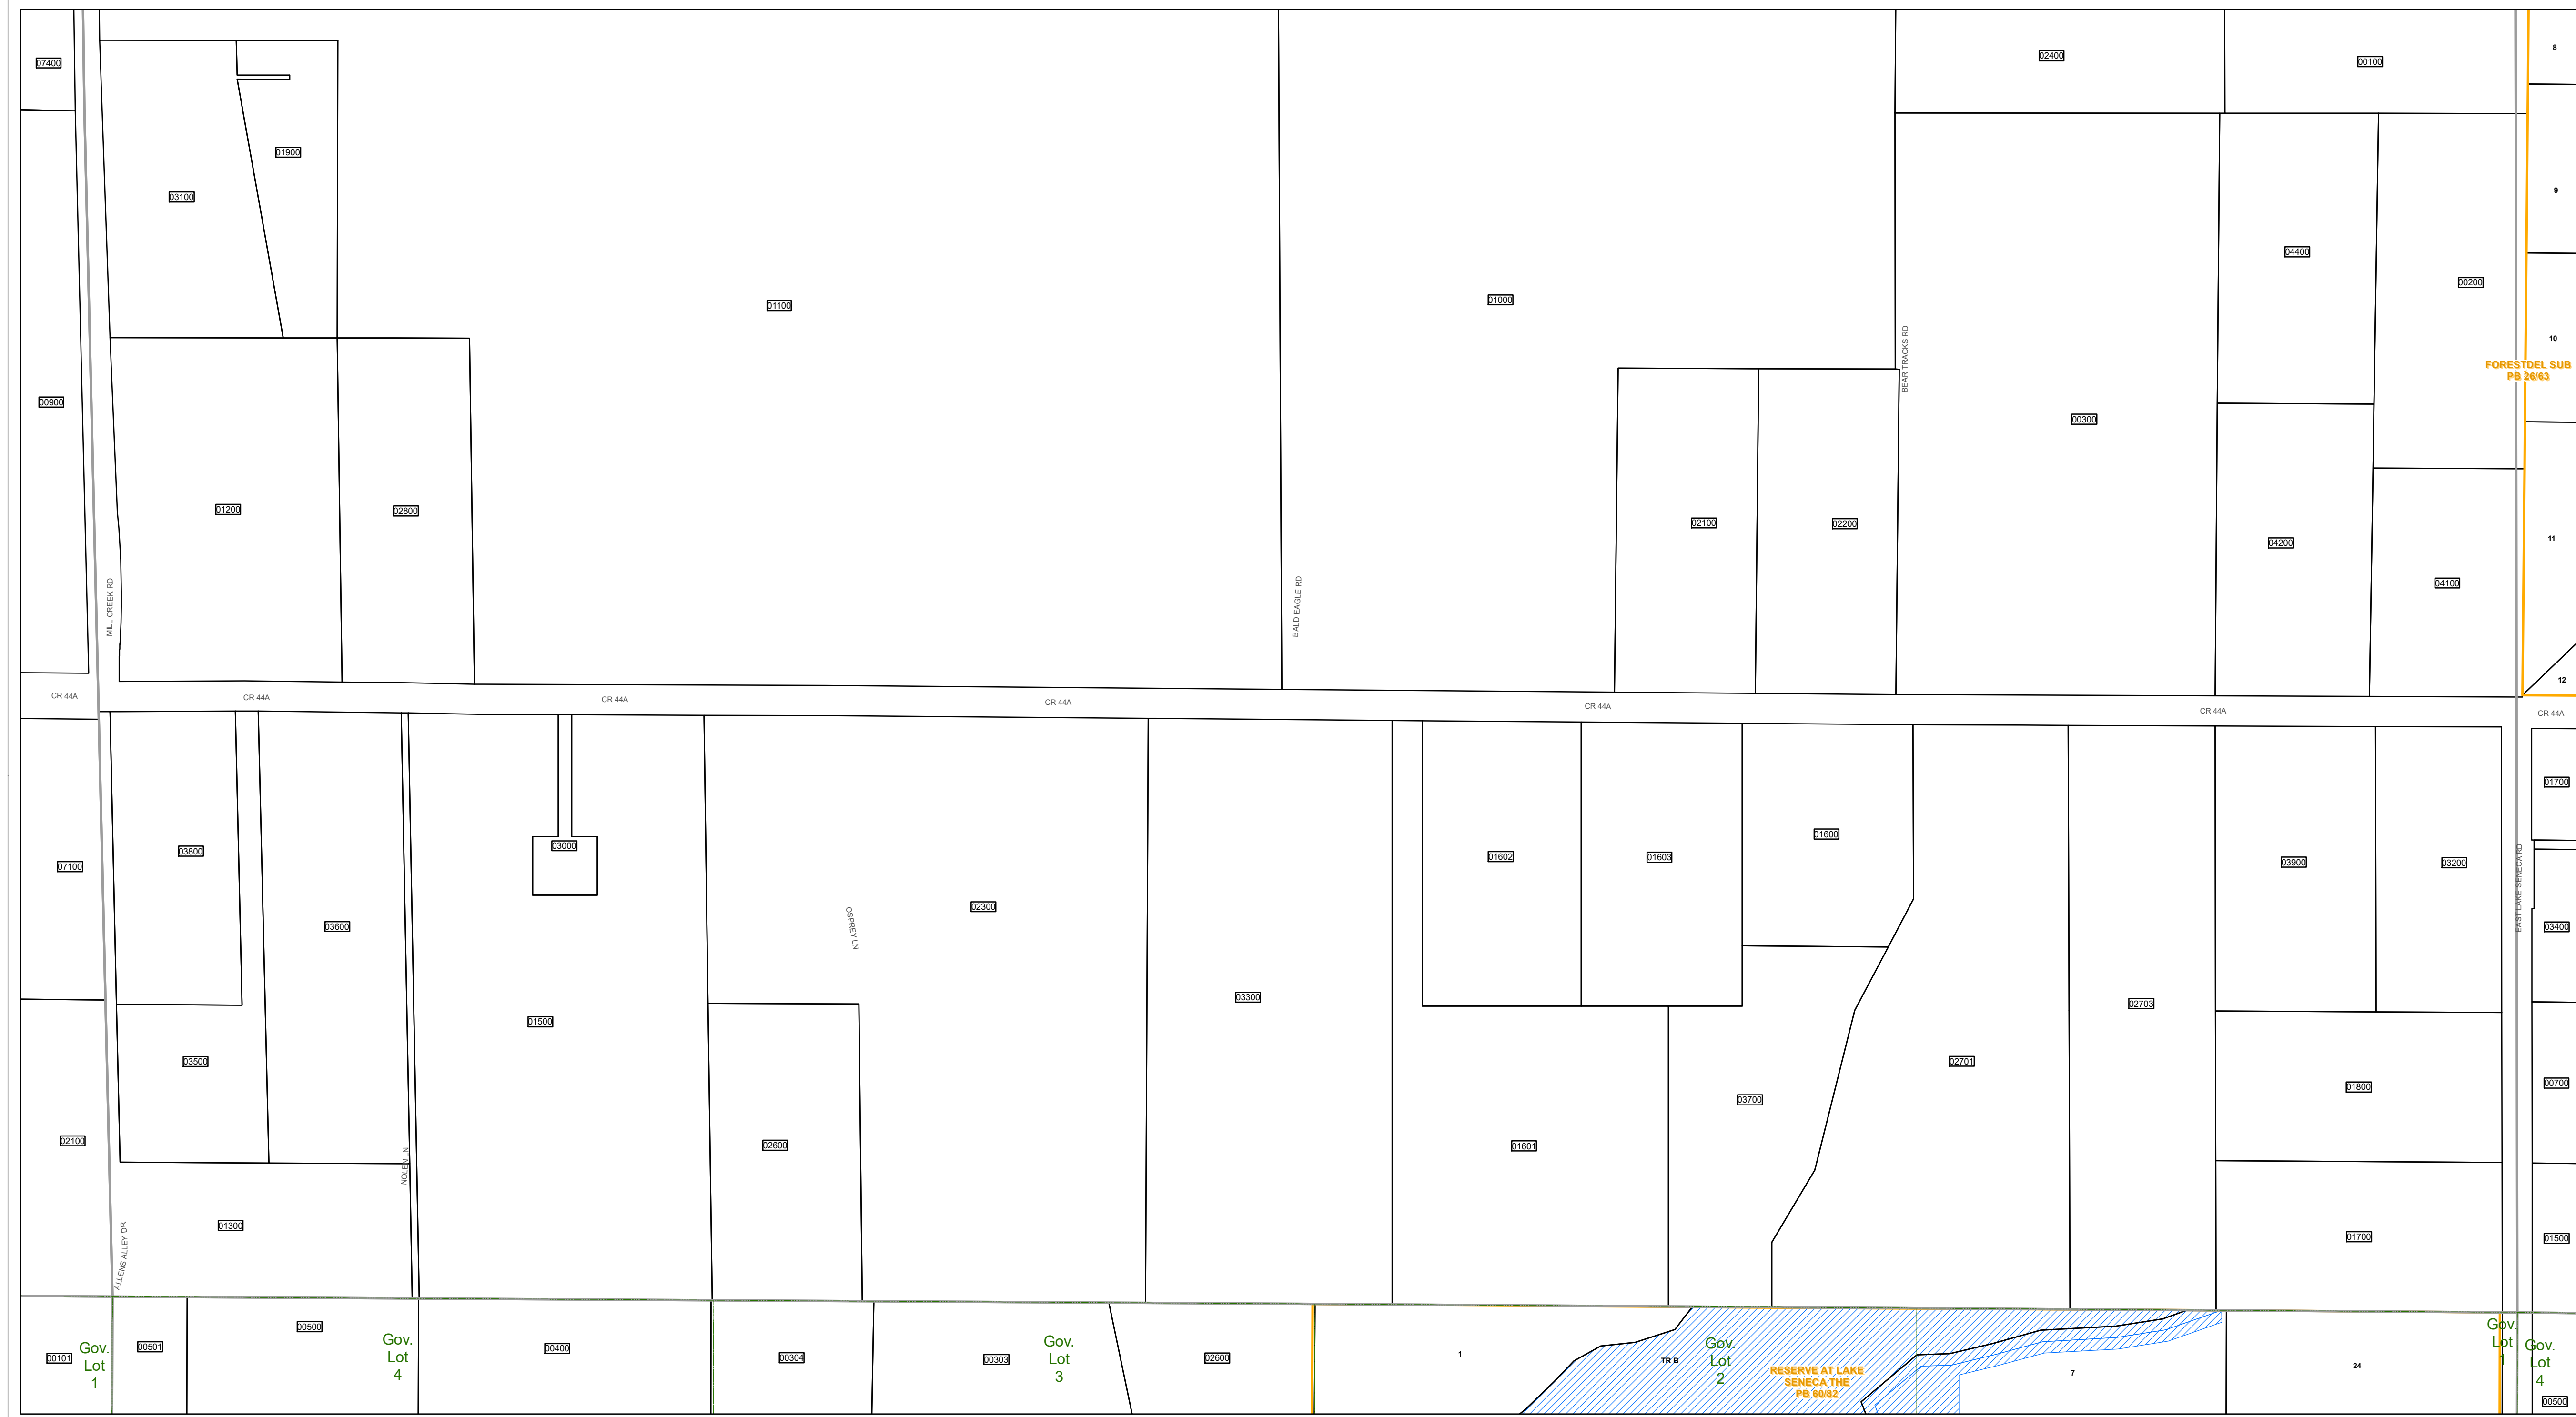 8
02400
00100
07400
01900
9
03100
04400
00200
01000
01100
10
BEAR TRACKS RD
FORESTDEL SUB
PB 26/63
00900
00300
01200
02800
02100
02200
11
04200
04100
MILL CREEK RD
BALD EAGLE RD
12
CR 44A
CR 44A
CR 44A
CR 44A
CR 44A
CR 44A
CR 44A
01700
01600
03000
03800
01602
01603
03900
03200
07100
EAST LAKE SENECA RD
02300
03600
OSPREY LN
03400
03300
02703
01500
03500
02701
00700
01800
03700
02100
02600
01601
NOLEN LN
01300
01700
01500
ALLENS ALLEY DR
00500
00501
Gov.
Lot
1
Gov.
Lot
4
00400
00101
00304
00303
Gov.
Lot
3
02600
1
TR B
Gov.
Lot
2
RESERVE AT LAKE
SENECA THE
PB 60/82
7
24
Gov.
Lot
1
Gov.
Lot
4
00500